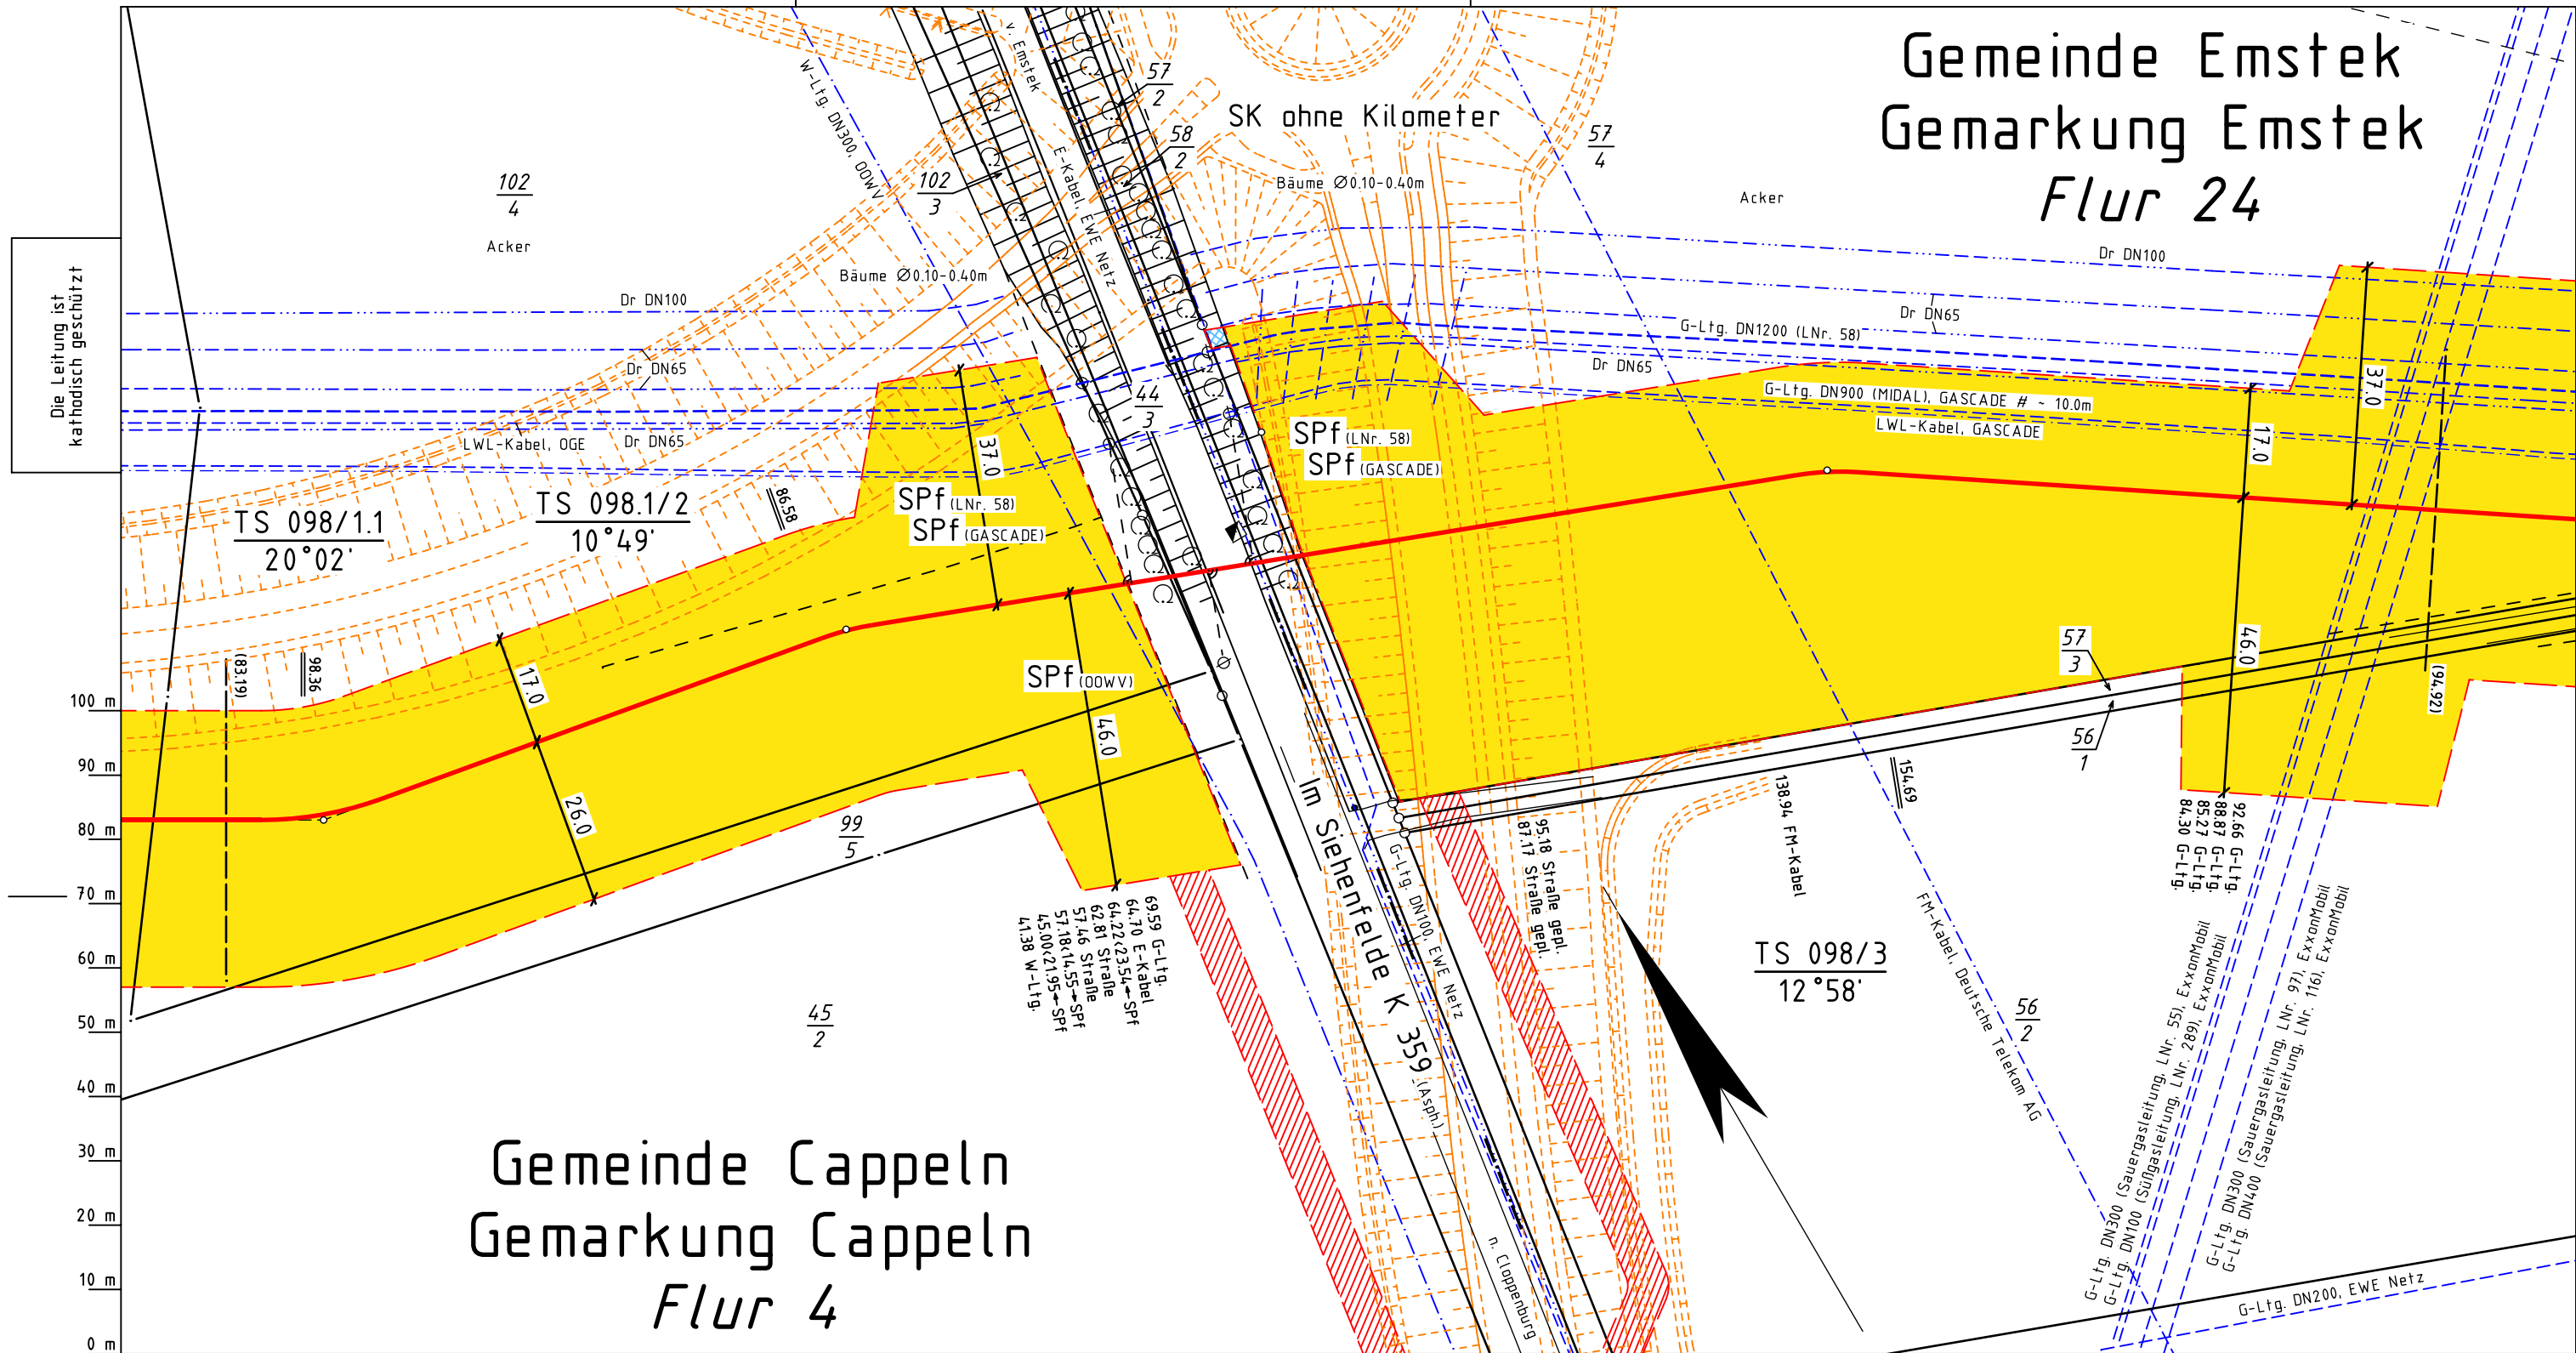 Gemeinde Emstek
Gemarkung Emstek
Flur 24
SK ohne Kilometer
Bäume Ø0.10-0.40m
57
4
Acker
57
2
58
2
v. Emstek
W-Ltg. DN300, OOWV
E-Kabel, EWE Netz
102
3
102
4
Acker
Bäume Ø0.10-0.40m
Die Leitung ist
kathodisch geschützt
Dr DN100
Dr DN65
LWL-Kabel, OGE
Dr DN65
Dr DN100
Dr DN65
G-Ltg. DN1200 (LNr. 58)
Dr DN65
G-Ltg. DN900 (MIDAL), GASCADE # ~ 10.0m
LWL-Kabel, GASCADE
37.0
17.0
44
3
SPf (LNr. 58)
SPf (GASCADE)
37.0
SPf (LNr. 58)
SPf (GASCADE)
86.58
TS 098/1.1
20°02'
TS 098.1/2
10°49'
(83.19)
98.36
17.0
26.0
SPf (OOWV)
46.0
57
3
56
1
46.0
(94.92)
100 m
90 m
80 m
70 m
60 m
50 m
40 m
30 m
20 m
10 m
0 m
99
5
45
2
69.59 G-Ltg.
64.70 E-Kabel
64.22<23.54→SPf
62.81 Straße
57.46 Straße
57.18<14.55→SPf
45.00<21.95→SPf
41.38 W-Ltg.
Im Siehenfelde K 359 (Asph.)
G-Ltg. DN100, EWE Netz
n. Cloppenburg
95.18 Straße gepl.
87.17 Straße gepl.
138.94 FM-Kabel
154.69
92.66 G-Ltg.
88.87 G-Ltg.
85.27 G-Ltg.
84.30 G-Ltg.
TS 098/3
12°58'
FM-Kabel, Deutsche Telekom AG
56
2
G-Ltg. DN300 (Sauergasleitung, LNr. 55), ExxonMobil
G-Ltg. DN100 (Süßgasleitung, LNr. 289), ExxonMobil
G-Ltg. DN300 (Sauergasleitung, LNr. 97), ExxonMobil
G-Ltg. DN400 (Sauergasleitung, LNr. 116), ExxonMobil
G-Ltg. DN200, EWE Netz
Gemeinde Cappeln
Gemarkung Cappeln
Flur 4